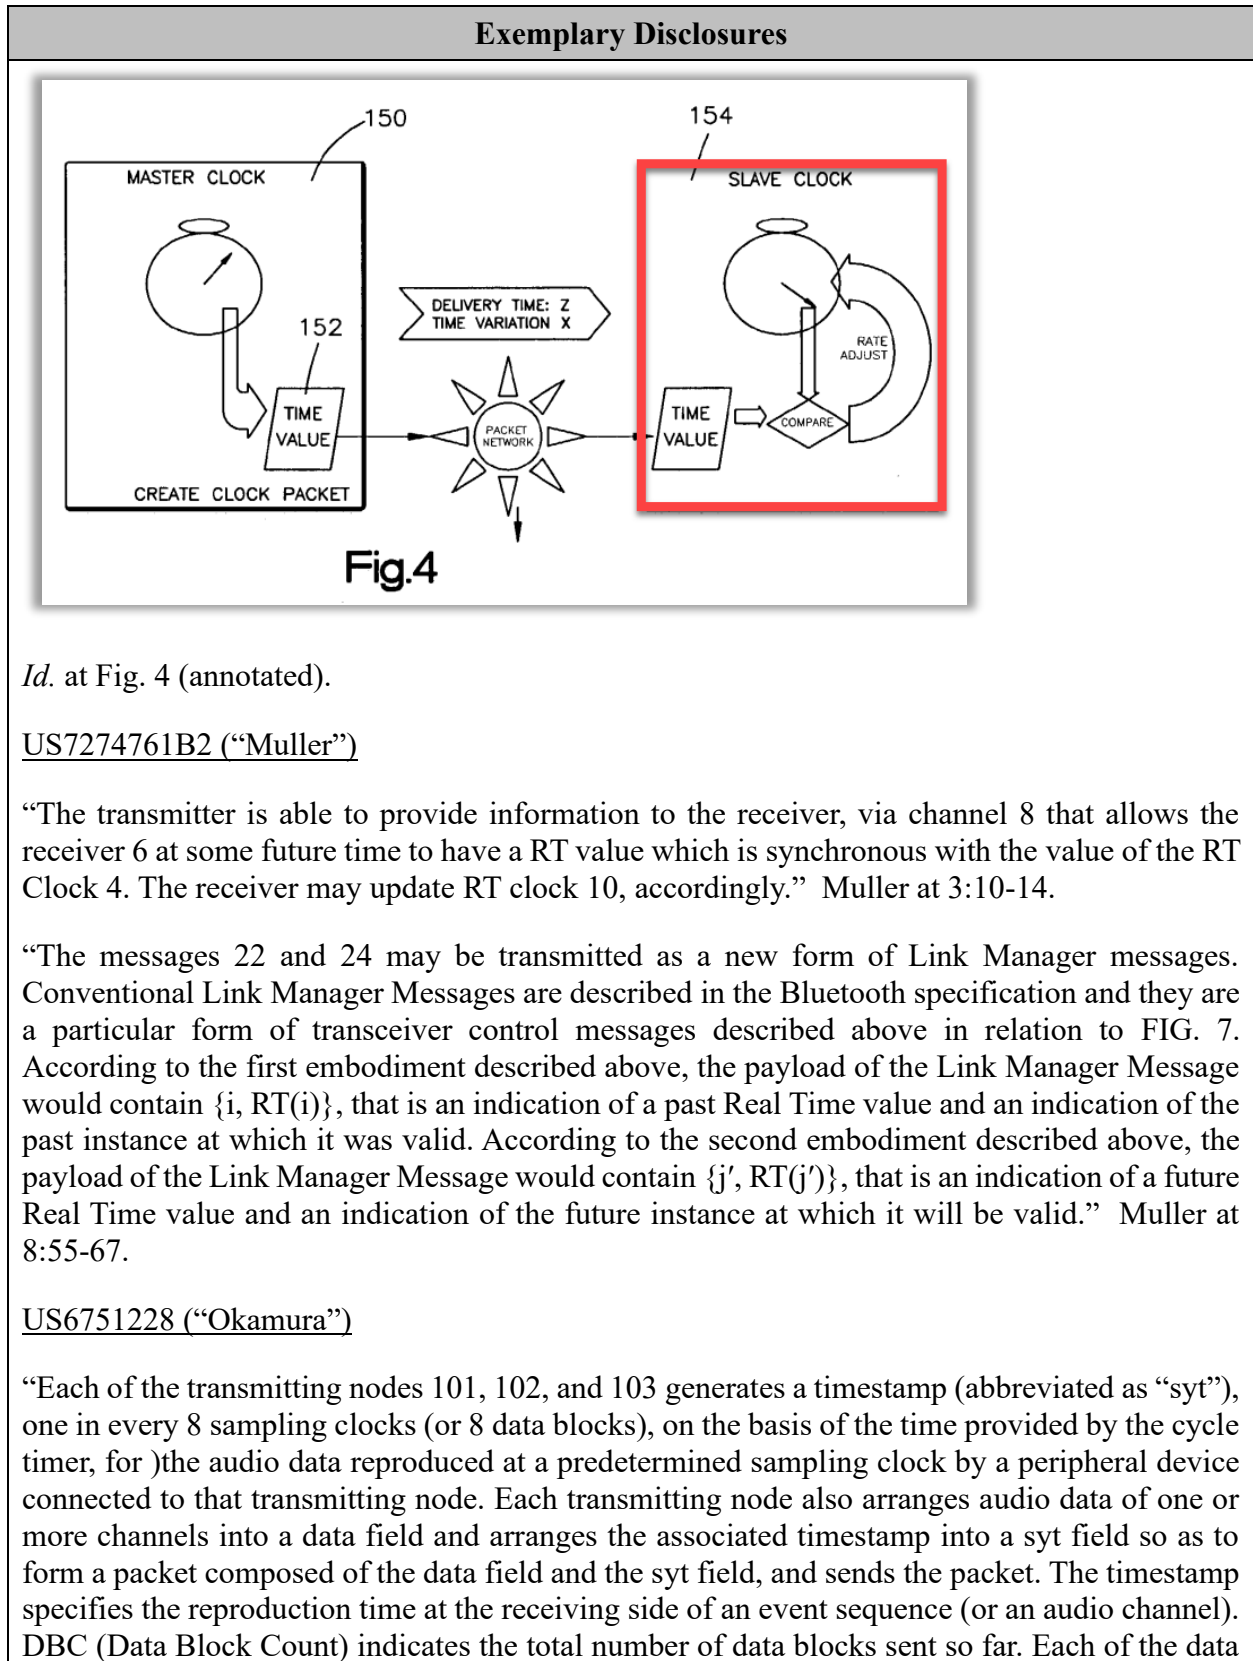 Exemplary Disclosures
150
154
MASTER CLOCK
SLAVE CLOCK
DELIVERY TIME: Z
TIME VARIATION X
152
RATE
ADJUST
TIME
VALUE
PACKET
NETWORK
TIME
VALUE
COMPARE
CREATE CLOCK PACKET
Fig.4
Id. at Fig. 4 (annotated).
US7274761B2 (“Muller”)
“The transmitter is able to provide information to the receiver, via channel 8 that allows the
receiver 6 at some future time to have a RT value which is synchronous with the value of the RT
Clock 4. The receiver may update RT clock 10, accordingly.” Muller at 3:10-14.
“The messages 22 and 24 may be transmitted as a new form of Link Manager messages.
Conventional Link Manager Messages are described in the Bluetooth specification and they are
a particular form of transceiver control messages described above in relation to FIG. 7.
According to the first embodiment described above, the payload of the Link Manager Message
would contain {i, RT(i)}, that is an indication of a past Real Time value and an indication of the
past instance at which it was valid. According to the second embodiment described above, the
payload of the Link Manager Message would contain {j′, RT(j′)}, that is an indication of a future
Real Time value and an indication of the future instance at which it will be valid.” Muller at
8:55-67.
US6751228 (“Okamura”)
“Each of the transmitting nodes 101, 102, and 103 generates a timestamp (abbreviated as “syt”),
one in every 8 sampling clocks (or 8 data blocks), on the basis of the time provided by the cycle
timer, for )the audio data reproduced at a predetermined sampling clock by a peripheral device
connected to that transmitting node. Each transmitting node also arranges audio data of one or
more channels into a data field and arranges the associated timestamp into a syt field so as to
form a packet composed of the data field and the syt field, and sends the packet. The timestamp
specifies the reproduction time at the receiving side of an event sequence (or an audio channel).
DBC (Data Block Count) indicates the total number of data blocks sent so far. Each of the data